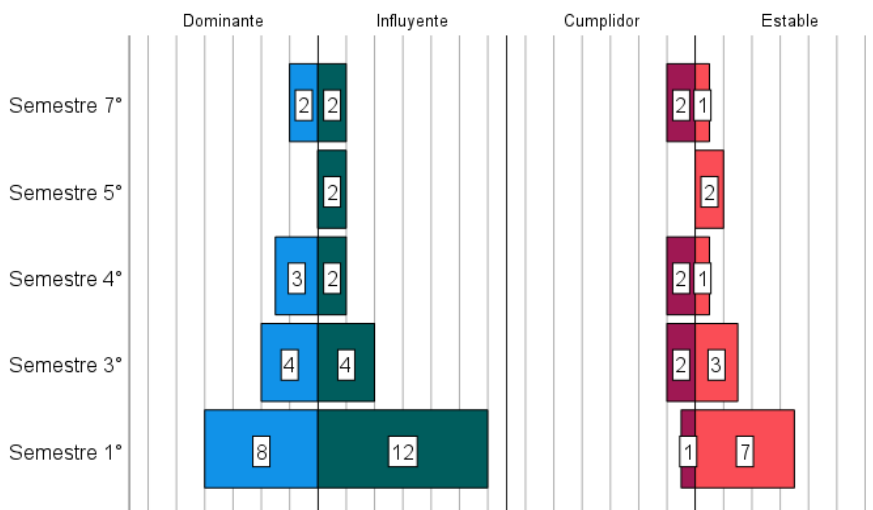 Dominante Influyente Cumplidor Estable
Semestre 7° 2 2 2 1
Semestre 5° 2 2
Semestre 4° 3 2 2 1
Semestre 3° 4 4 2 3
Semestre 1° 8 12 1 7